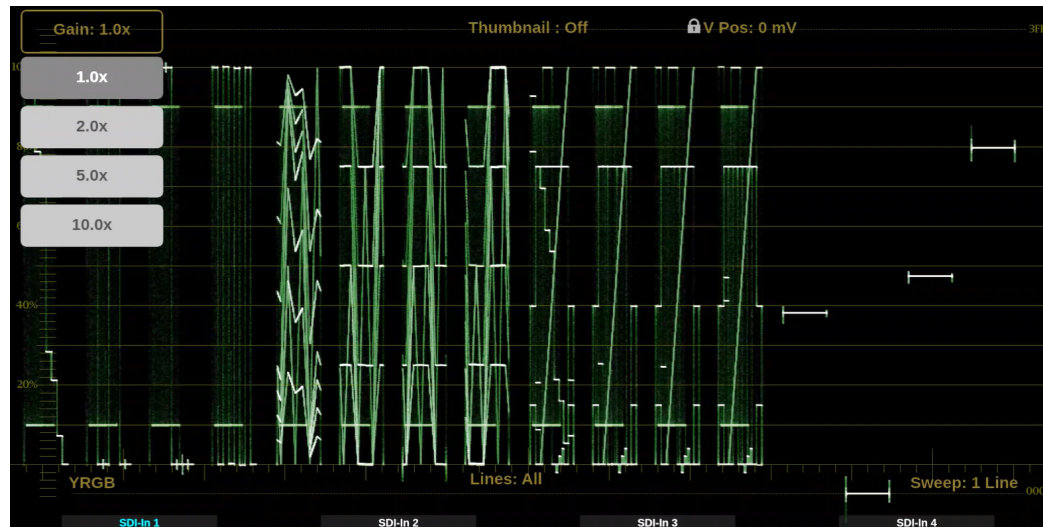 Gain: 1.0x
Thumbnail : Off
V Pos: 0 mV
1.0x
2.0x
5.0x
10.0x
40%
20%
YRGB
Lines: All
Sweep: 1 Line
000
SDI-In 1
SDI-In 2
SDI-In 3
SDI-In 4